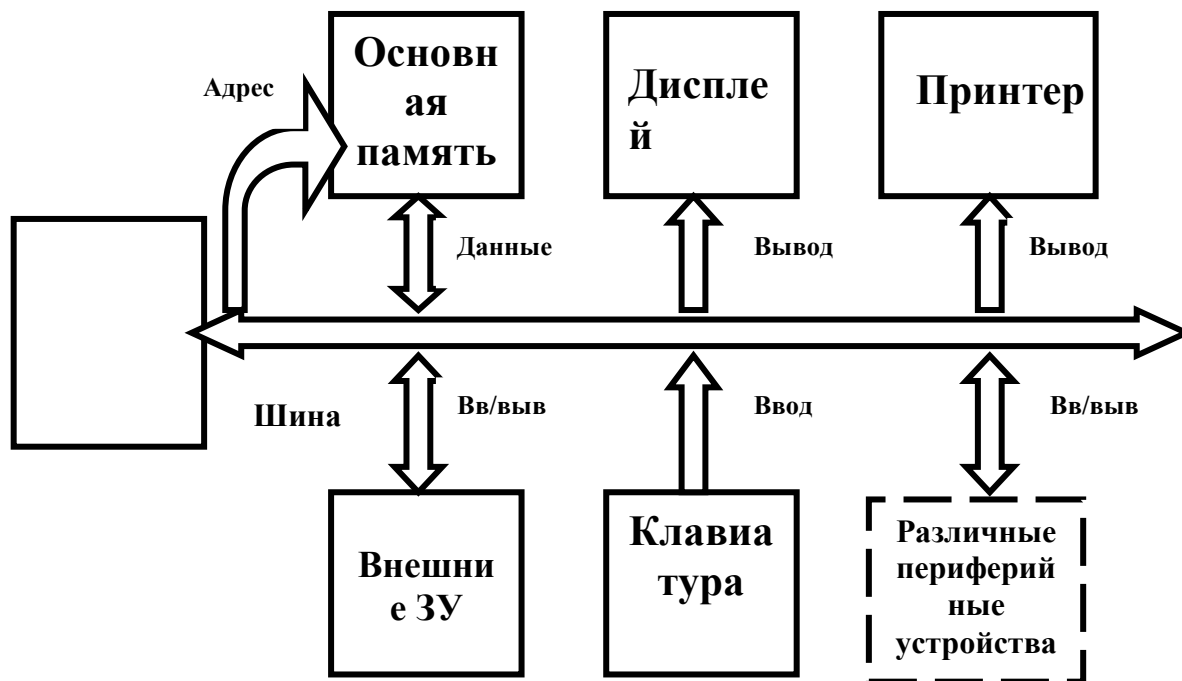 Основн
ая
память
Диспле
й
Принтер
Адрес
Данные
Вывод
Вывод
Шина
Вв/выв
Ввод
Вв/выв
Внешни
е ЗУ
Клавиа
тура
Различные
периферий
ные
устройства